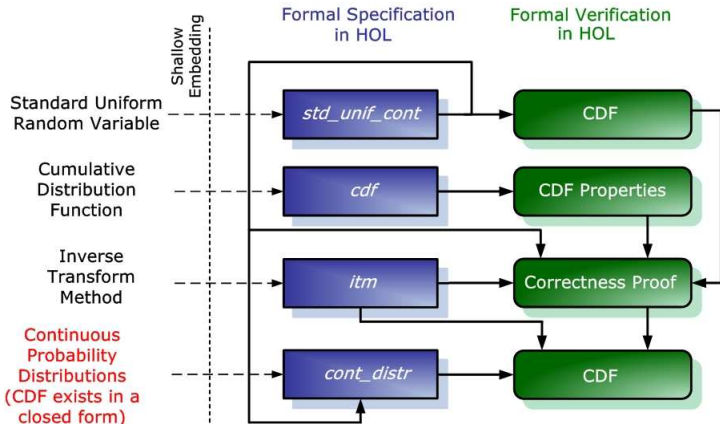 Formal Specification
in HOL
Formal Verification
in HOL
Shallow
Embedding
Standard Uniform
Random Variable
std_unif_cont
CDF
Cumulative
Distribution
Function
cdf
CDF Properties
Inverse
Transform
Method
itm
Correctness Proof
Continuous
Probability
Distributions
(CDF exists in a
closed form)
cont_distr
CDF